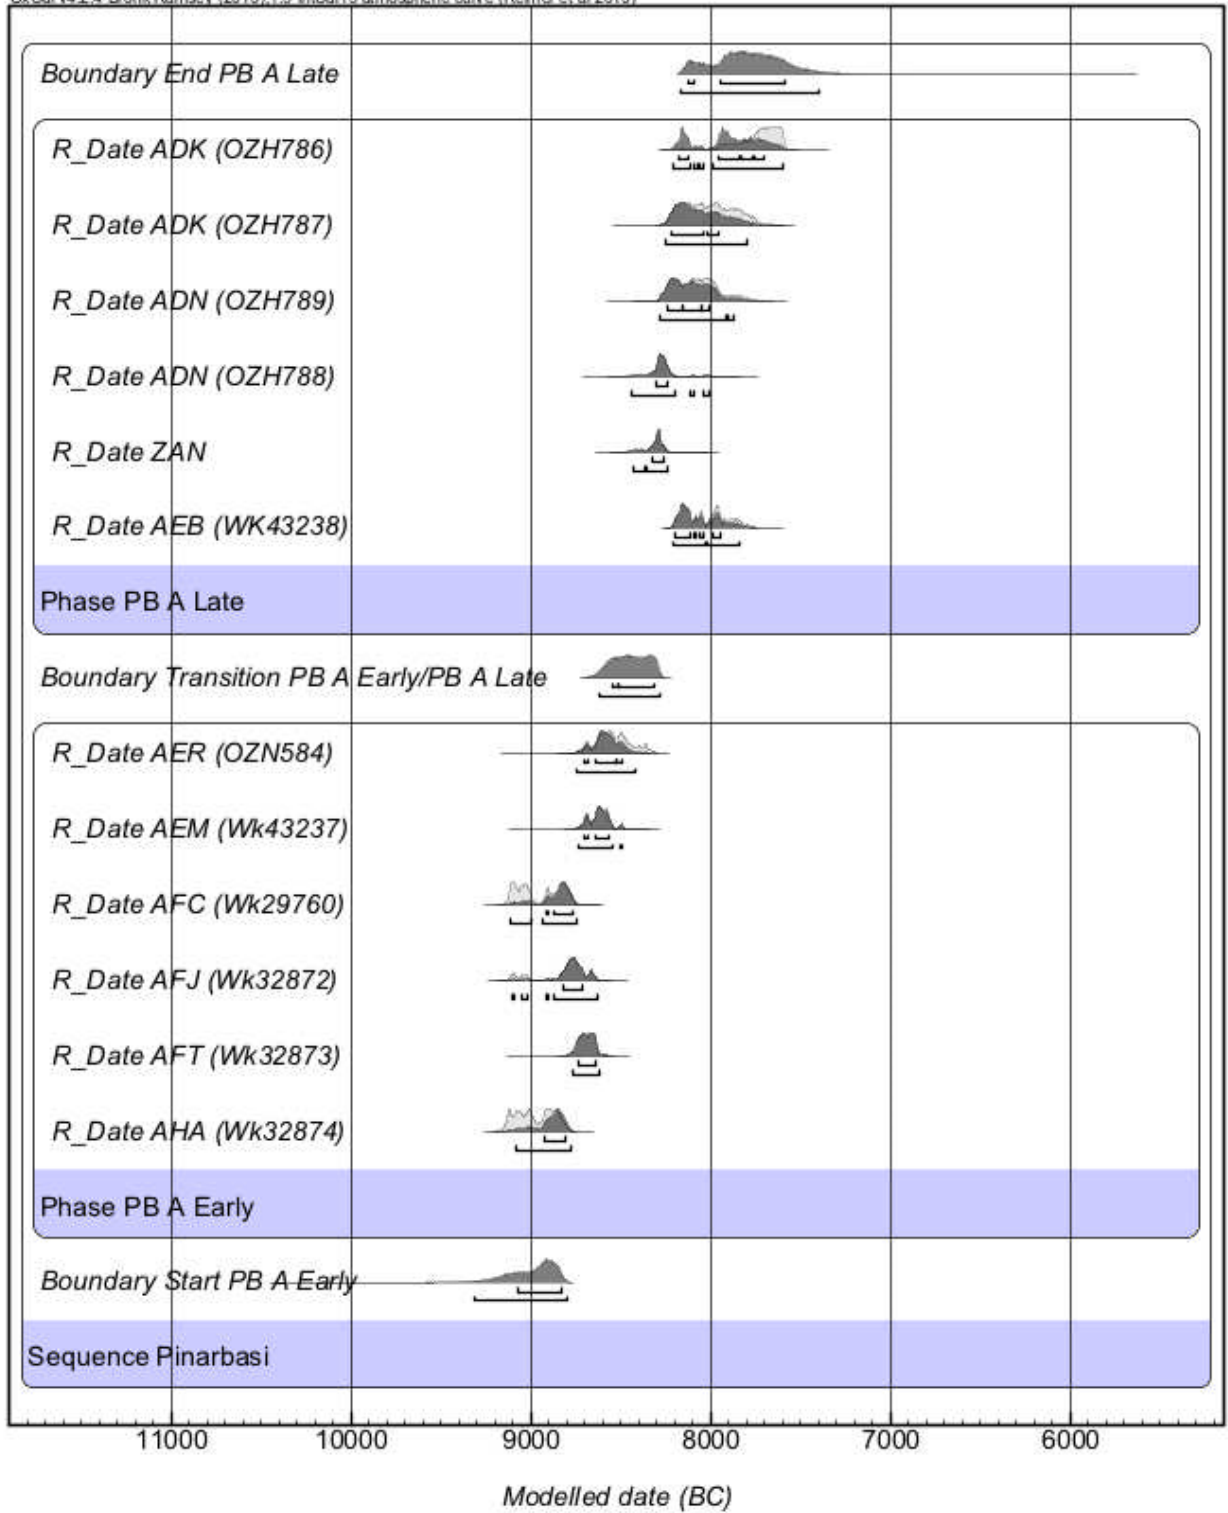 Boundary End PB A Late
R_Date ADK (OZH786)
R_Date ADK (OZH787)
R_Date ADN (OZH789)
R_Date ADN (OZH788)
R_Date ZAN
R_Date AEB (WK43238)
Phase PB A Late
Boundary Transition PB A Early/PB A Late
R_Date AER (OZN584)
R_Date AEM (Wk43237)
R_Date AFC (Wk29760)
R_Date AFJ (Wk32872)
R_Date AFT (Wk32873)
R_Date AHA (Wk32874)
Phase PB A Early
Boundary Start PB A Early
Sequence Pinarbasi
11000 10000 9000 8000 7000 6000
Modelled date (BC)